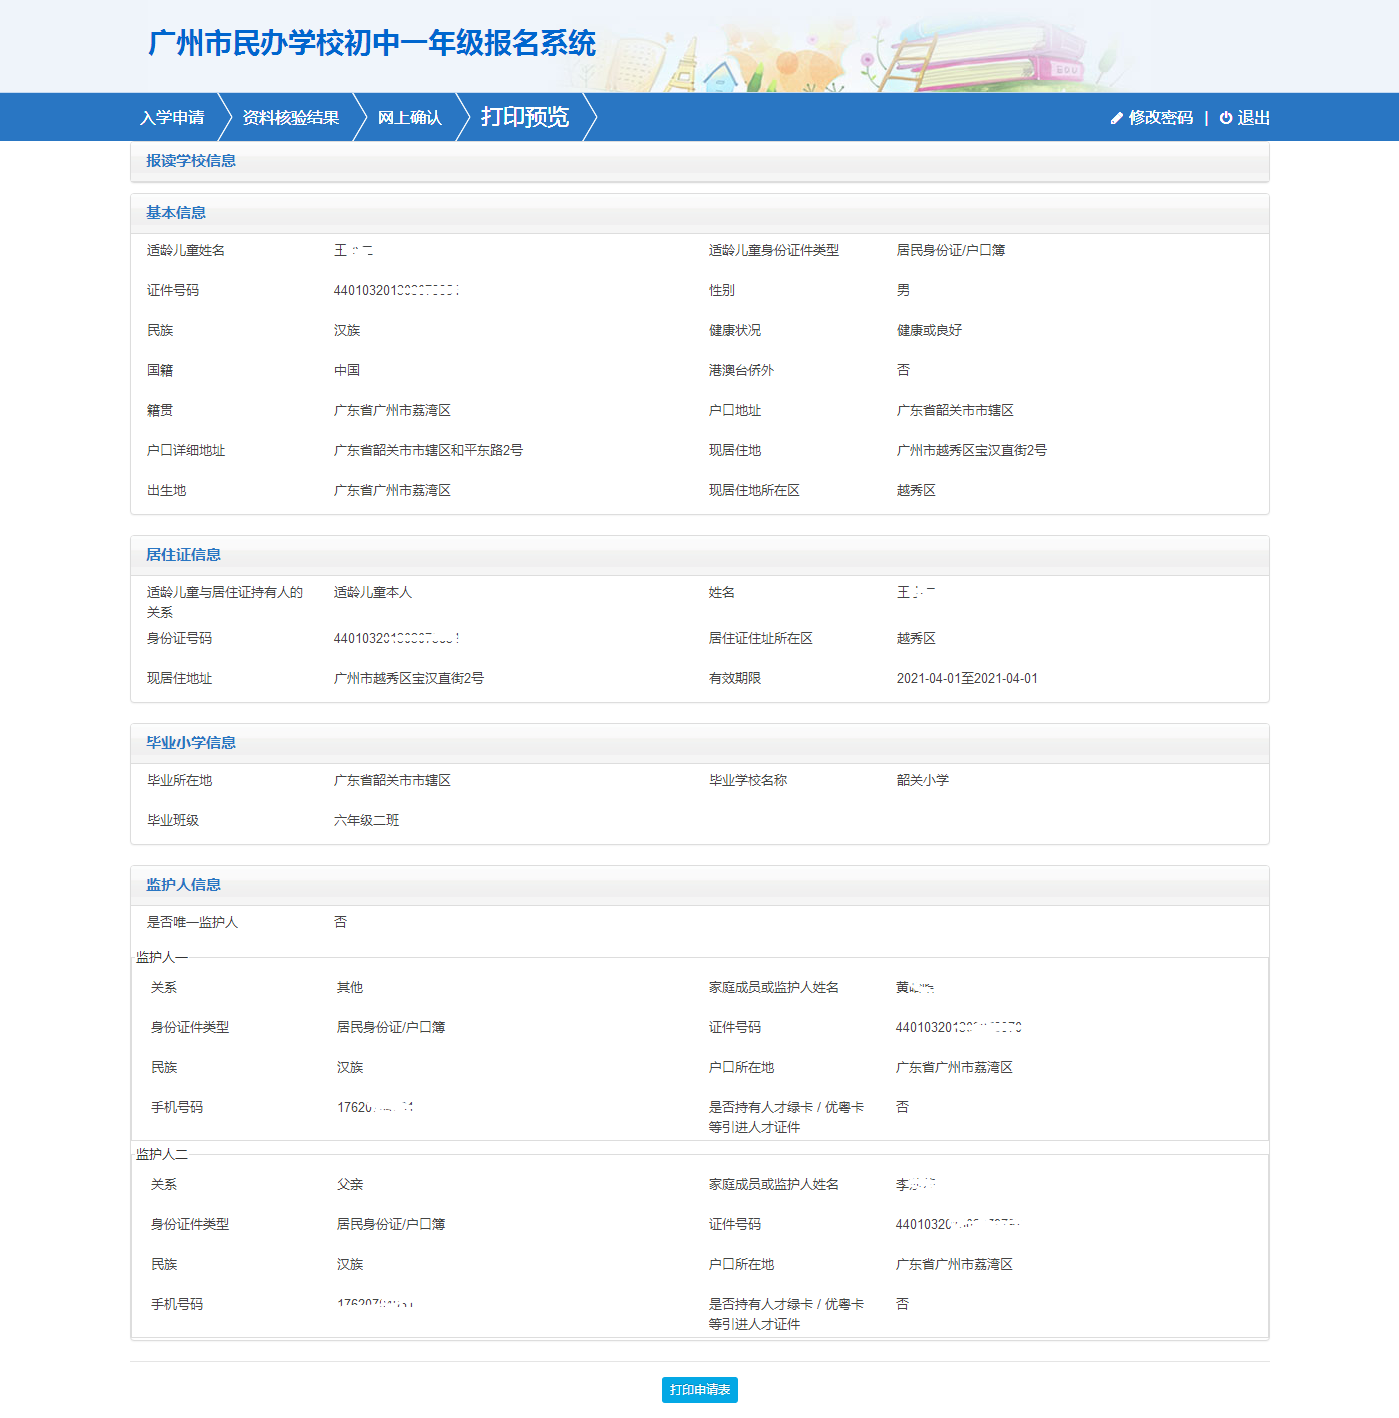 广州市民办学校初中一年级报名系统
EDU
入学申请 资料核验结果 网上确认 打印预览 修改密码 | 退出
报读学校信息
基本信息
适龄儿童姓名 王 适龄儿童身份证件类型 居民身份证/户口簿
证件号码 性别 男
民族 汉族 健康状况 健康或良好
国籍 中国 港澳台侨外 否
籍贯 广东省广州市荔湾区 户口地址 广东省韶关市市辖区
户口详细地址 广东省韶关市市辖区和平东路2号 现居住地 广州市越秀区宝汉直街2号
出生地 广东省广州市荔湾区 现居住地所在区 越秀区
居住证信息
适龄儿童与居住证持有人的 适龄儿童本人 姓名 王
关系
身份证号码 居住证住址所在区 越秀区
现居住地址 广州市越秀区宝汉直街2号 有效期限 2021-04-01至2021-04-01
毕业小学信息
毕业所在地 广东省韶关市市辖区 毕业学校名称 韶关小学
毕业班级 六年级二班
监护人信息
是否唯一监护人 否
监护人一
关系 其他 家庭成员或监护人姓名 黄
身份证件类型 居民身份证/户口簿 证件号码
民族 汉族 户口所在地 广东省广州市荔湾区
手机号码 是否持有人才绿卡 / 优粤卡 否
等引进人才证件
监护人二
关系 父亲 家庭成员或监护人姓名 李
身份证件类型 居民身份证/户口簿 证件号码
民族 汉族 户口所在地 广东省广州市荔湾区
手机号码 是否持有人才绿卡 / 优粤卡 否
等引进人才证件
打印申请表